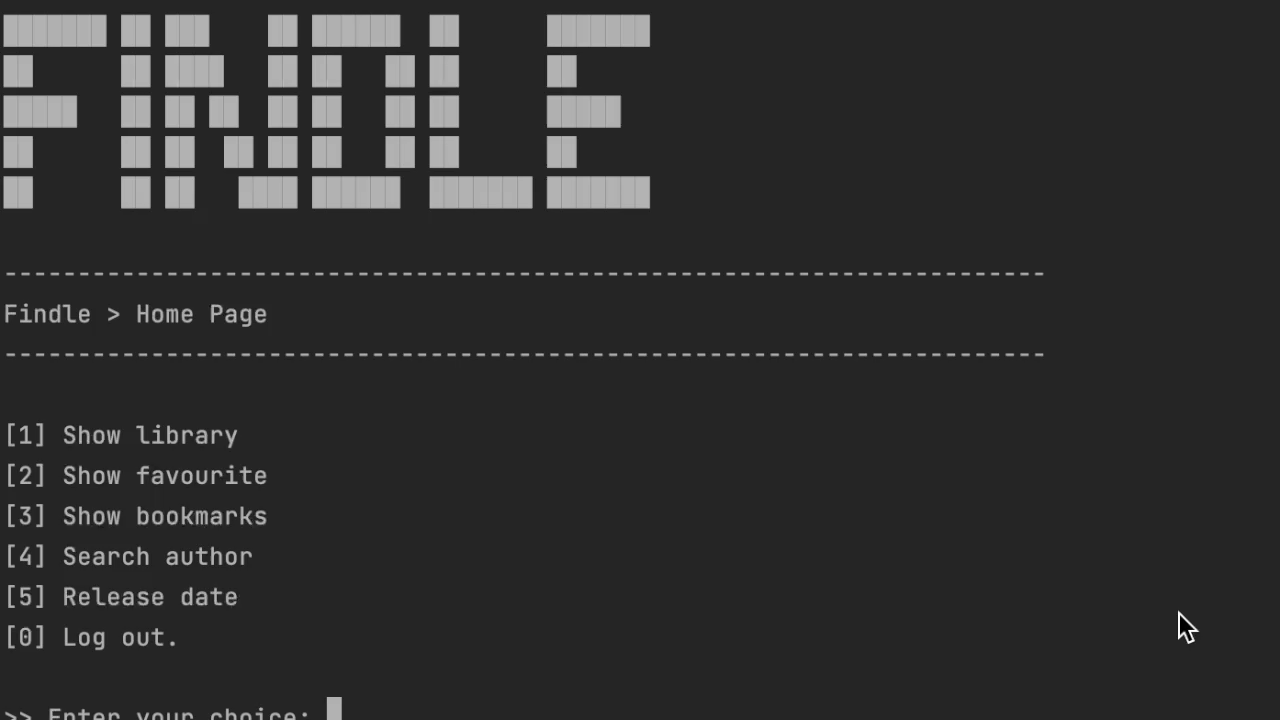 FINDLE
-----------------------------------------------------------------------
Findle > Home Page
-----------------------------------------------------------------------
[1] Show library
[2] Show favourite
[3] Show bookmarks
[4] Search author
[5] Release date
[0] Log out.
>> Enter your choice: